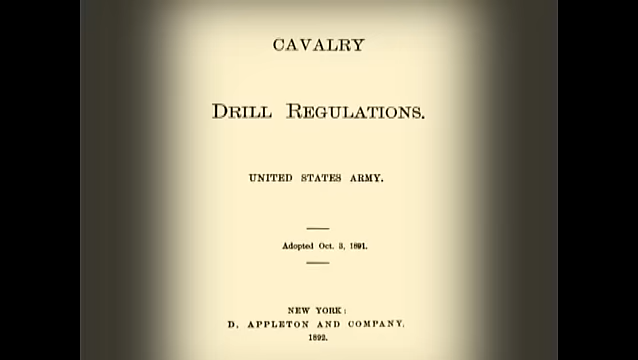 CAVALRY
DRILL REGULATIONS.
UNITED STATES ARMY.
Adopted Oct. 3, 1891.
NEW YORK:
D. APPLETON AND COMPANY.
1892.